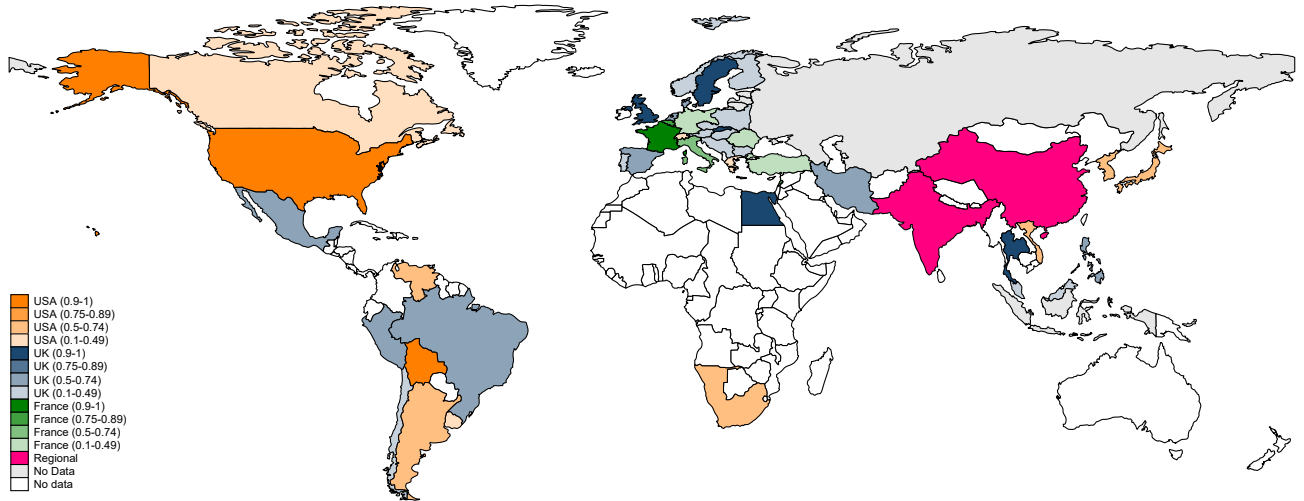 USA (0.9-1)
USA (0.75-0.89)
USA (0.5-0.74)
USA (0.1-0.49)
UK (0.9-1)
UK (0.75-0.89)
UK (0.5-0.74)
UK (0.1-0.49)
France (0.9-1)
France (0.75-0.89)
France (0.5-0.74)
France (0.1-0.49)
Regional
No Data
No data